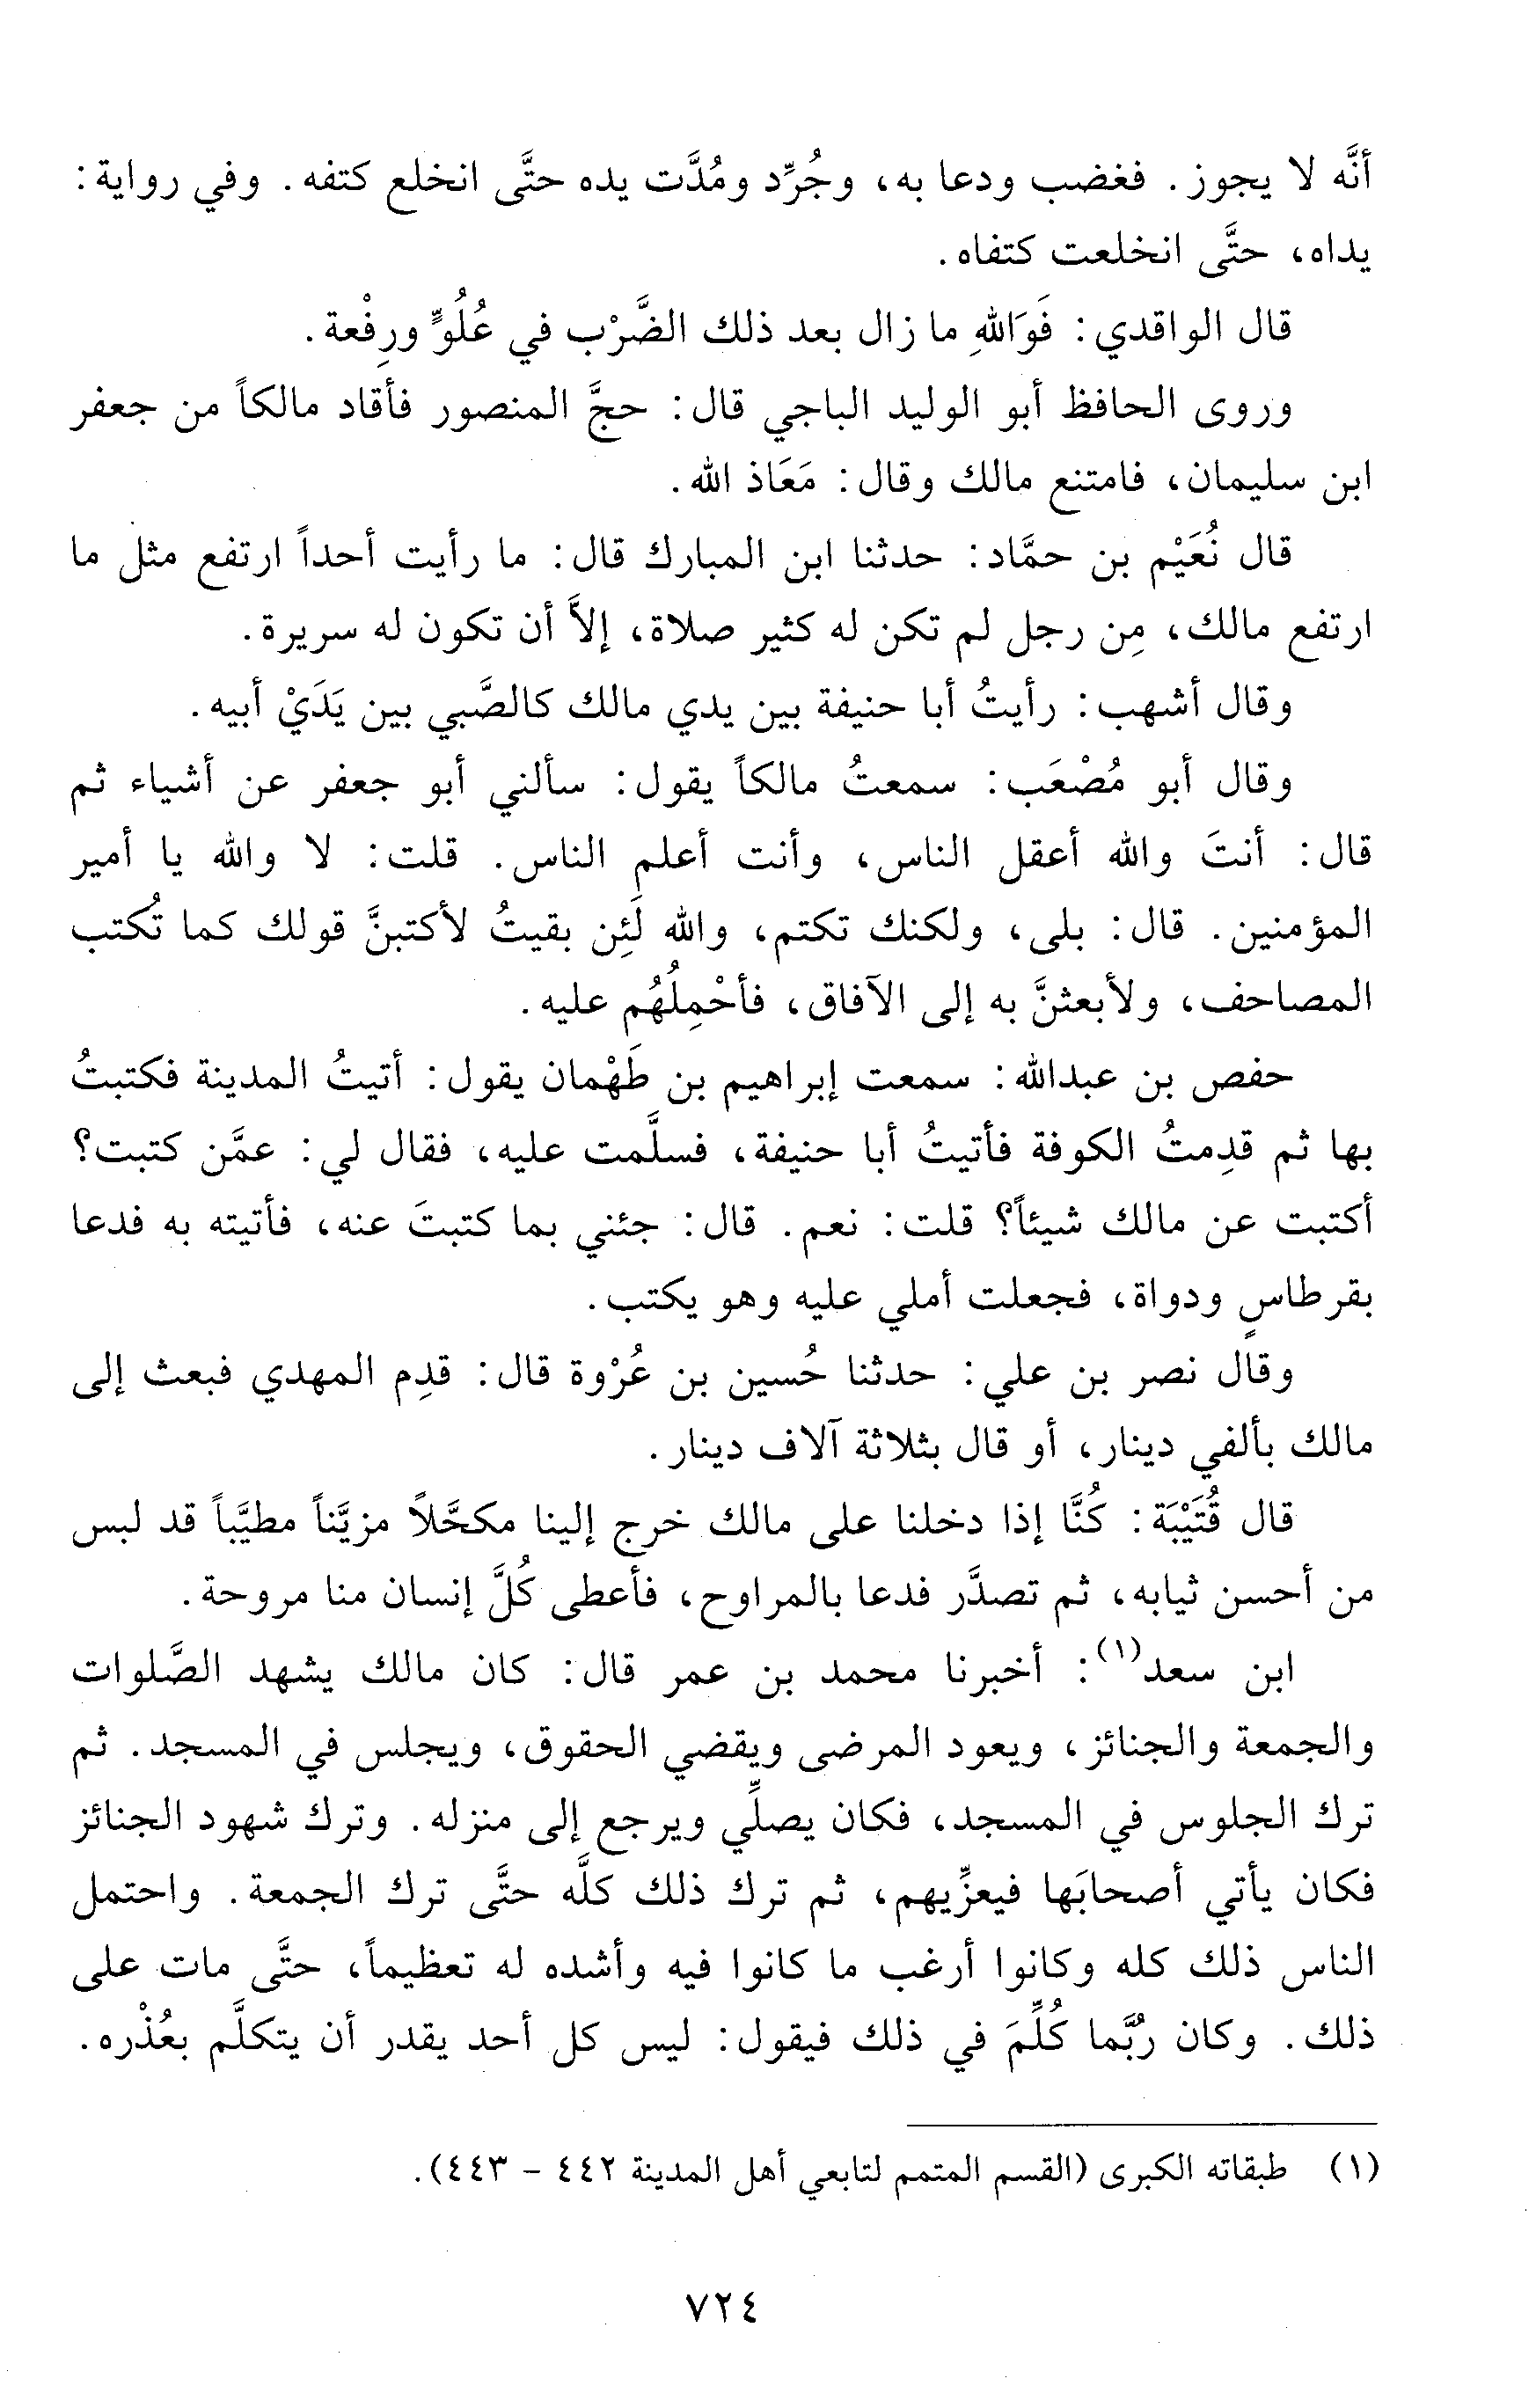 أنَّه لا يجوز. فغضب ودعا به، وجُرِّد ومُدَّت يده حتَّى انخلع كتفه. وفي رواية:
يداه، حتَّى انخلعت كتفاه.
قال الواقدي: فَوَاللهِ ما زال بعد ذلك الضَّرْب في عُلُوٍّ ورِفْعة.
وروى الحافظ أبو الوليد الباجي قال: حجَّ المنصور فأقاد مالكاً من جعفر
ابن سليمان، فامتنع مالك وقال: مَعَاذ الله.
قال نُعَيْم بن حمَّاد: حدثنا ابن المبارك قال: ما رأيت أحداً ارتفع مثل ما
ارتفع مالك، مِن رجل لم تكن له كثير صلاة، إلاَّ أن تكون له سريرة.
وقال أشهب: رأيتُ أبا حنيفة بين يدي مالك كالصَّبي بين يَدَيْ أبيه.
وقال أبو مُصْعَب: سمعتُ مالكاً يقول: سألني أبو جعفر عن أشياء ثم
قال: أنتَ والله أعقل الناس، وأنت أعلم الناس. قلت: لا والله يا أمير
المؤمنين. قال: بلى، ولكنك تكتم، والله لَئِن بقيتُ لأكتبنَّ قولك كما تُكتب
المصاحف، ولأبعثنَّ به إلى الآفاق، فأحْمِلُهُم عليه.
حفص بن عبدالله: سمعت إبراهيم بن طَهْمان يقول: أتيتُ المدينة فكتبتُ
بها ثم قدِمتُ الكوفة فأتيتُ أبا حنيفة، فسلَّمت عليه، فقال لي: عمَّن كتبت؟
أكتبت عن مالك شيئاً؟ قلت: نعم. قال: جئني بما كتبتَ عنه، فأتيته به فدعا
بقرطاسٍ ودواة، فجعلت أملي عليه وهو يكتب.
وقال نصر بن علي: حدثنا حُسين بن عُرْوة قال: قدِم المهدي فبعث إلى
مالك بألفي دينار، أو قال بثلاثة آلاف دينار.
قال قُتَيْبَة: كُنَّا إذا دخلنا على مالك خرج إلينا مكحَّلاً مزيَّناً مطيَّباً قد لبس
من أحسن ثيابه، ثم تصدَّر فدعا بالمراوح، فأعطى كُلَّ إنسان منا مروحة.
ابن سعد(١): أخبرنا محمد بن عمر قال: كان مالك يشهد الصَّلوات
والجمعة والجنائز، ويعود المرضى ويقضي الحقوق، ويجلس في المسجد. ثم
ترك الجلوس في المسجد، فكان يصلِّي ويرجع إلى منزله. وترك شهود الجنائز
فكان يأتي أصحابَها فيعزِّيهم، ثم ترك ذلك كلَّه حتَّى ترك الجمعة. واحتمل
الناس ذلك كله وكانوا أرغب ما كانوا فيه وأشده له تعظيماً، حتَّى مات على
ذلك. وكان رُبَّما كُلِّمَ في ذلك فيقول: ليس كل أحد يقدر أن يتكلَّم بعُذْره.
(١) طبقاته الكبرى (القسم المتمم لتابعي أهل المدينة ٤٤٢ - ٤٤٣).
٧٢٤